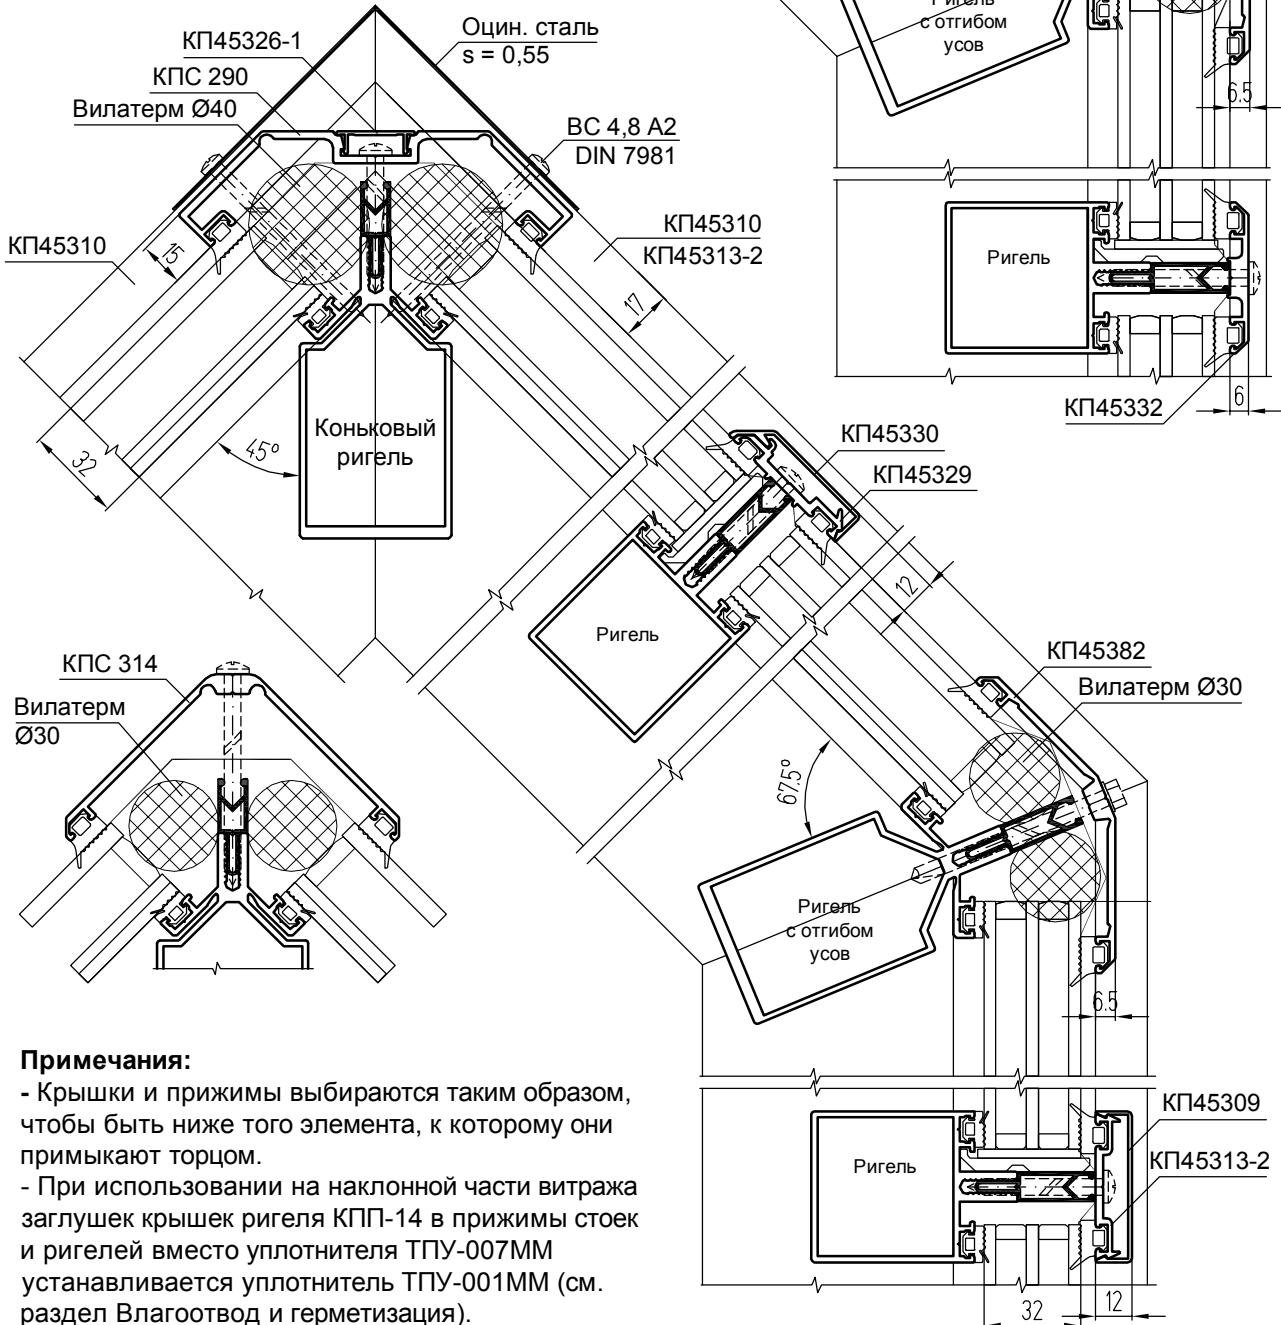 Ригель
с отгибом
усов
6.5
КП45326-1
КПС 290
Вилатерм Ø40
Оцин. сталь
s = 0,55
ВС 4,8 А2
DIN 7981
КП45310
15
КП45310
КП45313-2
17
32
45°
Коньковый
ригель
Ригель
КП45332
6
КП45330
КП45329
Ригель
12
КП45382
Вилатерм Ø30
67.5°
КПС 314
Вилатерм
Ø30
Ригель
с отгибом
усов
6.5
Ригель
КП45309
КП45313-2
32
12
Примечания:
- Крышки и прижимы выбираются таким образом,
чтобы быть ниже того элемента, к которому они
примыкают торцом.
- При использовании на наклонной части витража
заглушек крышек ригеля КПП-14 в прижимы стоек
и ригелей вместо уплотнителя ТПУ-007ММ
устанавливается уплотнитель ТПУ-001ММ (см.
раздел Влагоотвод и герметизация).